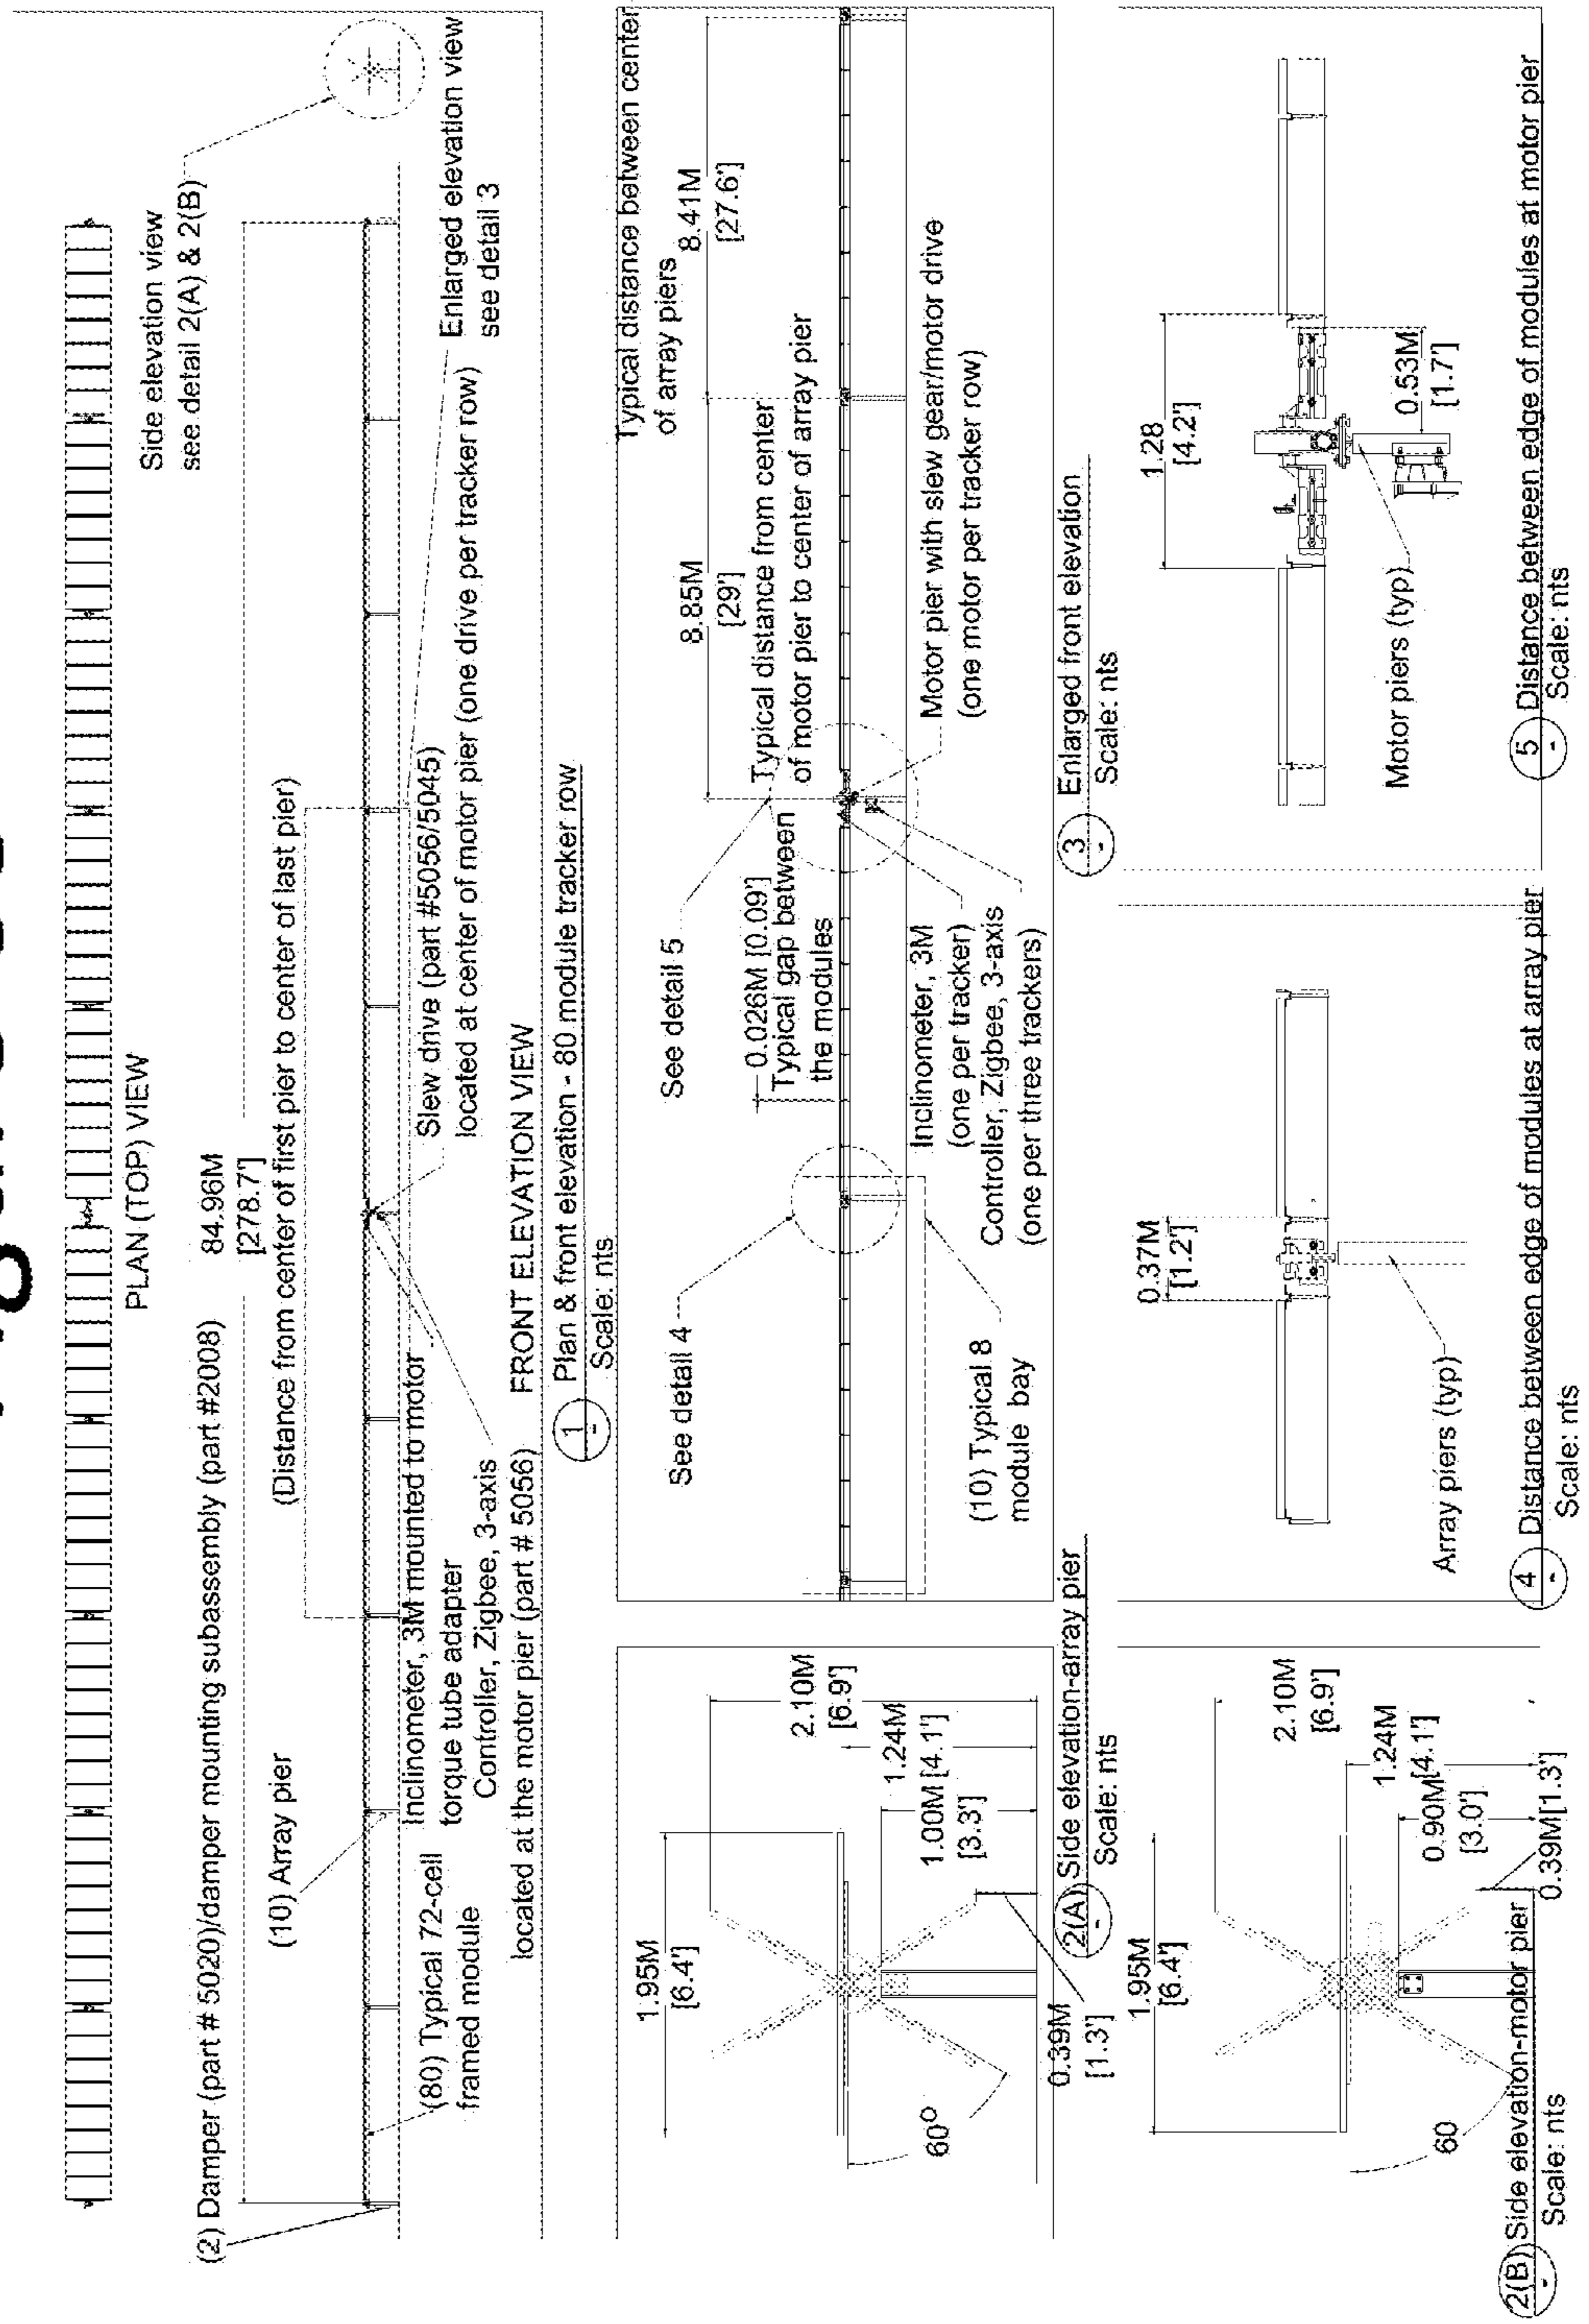 PLAN (TOP) VIEW
Side elevation view
see detail 2(A) & 2(B)
(2) Damper (part # 5020)/damper mounting subassembly (part #2008)
84.96M
[278.7']
(Distance from center of first pier to center of last pier)
(10) Array pier
(80) Typical 72-cell
framed module
Inclinometer, 3M mounted to motor
torque tube adapter
Controller, Zigbee, 3-axis
located at the motor pier (part # 5056)
Slew drive (part #5056/5045)
located at center of motor pier (one drive per tracker row)
Enlarged elevation view
see detail 3
FRONT ELEVATION VIEW
1
-
Plan & front elevation - 80 module tracker row
Scale: nts
1.95M
[6.4']
2.10M
[6.9']
1.24M
[4.1']
1.00M
[3.3']
60°
0.39M
[1.3']
2(A)
-
Side elevation-array pier
Scale: nts
See detail 4
See detail 5
0.026M [0.09']
Typical gap between
the modules
Typical distance from center
of motor pier to center of array pier
8.85M
[29']
Typical distance between center
of array piers
8.41M
[27.6']
(10) Typical 8
module bay
Inclinometer, 3M
(one per tracker)
Controller, Zigbee, 3-axis
(one per three trackers)
Motor pier with slew gear/motor drive
(one motor per tracker row)
3
-
Enlarged front elevation
Scale: nts
1.95M
[6.4']
2.10M
[6.9']
1.24M
[4.1']
0.90M
[3.0']
60
0.39M[1.3']
2(B)
-
Side elevation-motor pier
Scale: nts
0.37M
[1.2']
Array piers (typ)
4
-
Distance between edge of modules at array pier
Scale: nts
1.28
[4.2']
0.53M
[1.7']
Motor piers (typ)
5
-
Distance between edge of modules at motor pier
Scale: nts